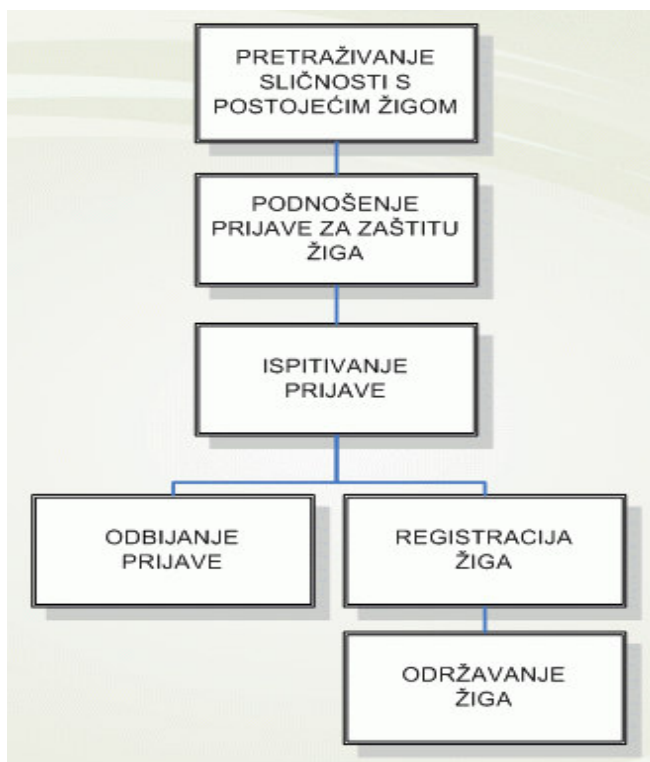 PRETRAŽIVANJE
SLIČNOSTI S
POSTOJEĆIM ŽIGOM
PODNOŠENJE
PRIJAVE ZA ZAŠTITU
ŽIGA
ISPITIVANJE
PRIJAVE
ODBIJANJE
PRIJAVE
REGISTRACIJA
ŽIGA
ODRŽAVANJE
ŽIGA